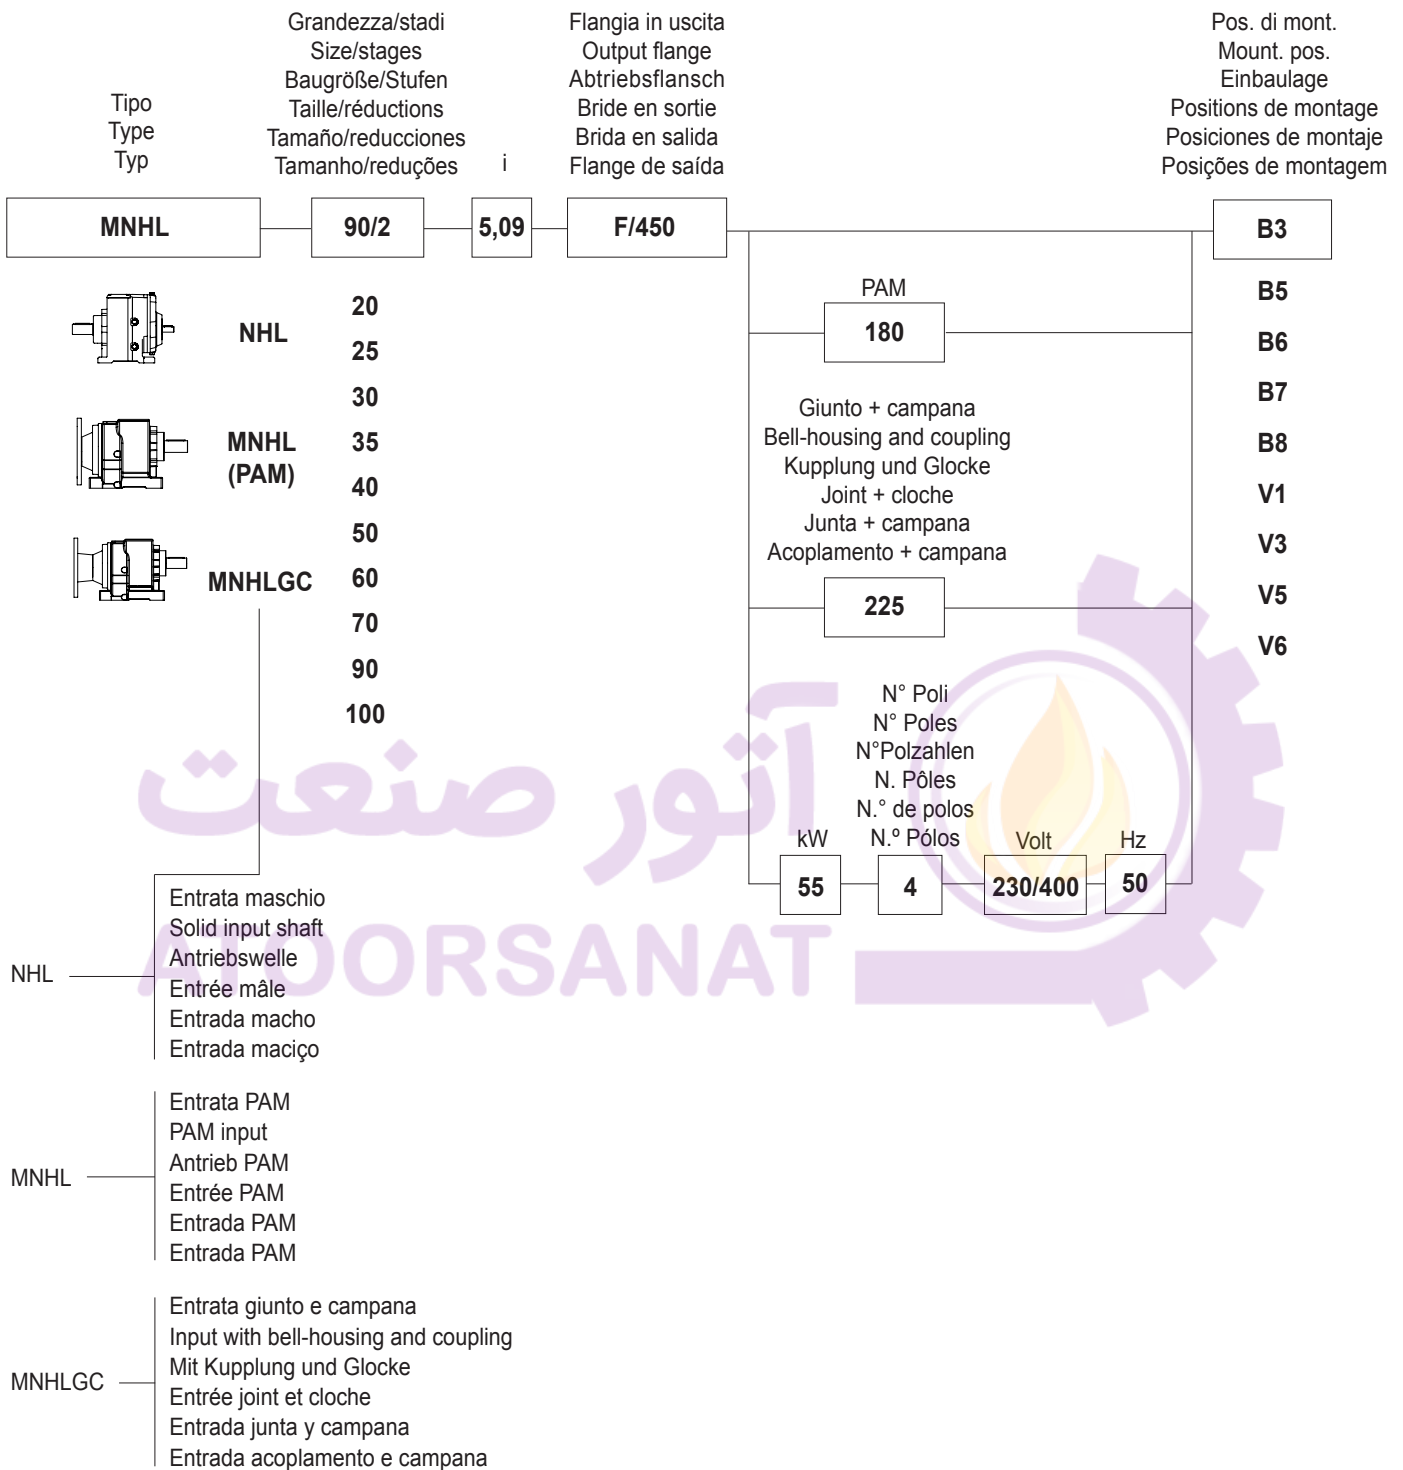 Tipo
Type
Typ
Grandezza/stadi
Size/stages
Baugröße/Stufen
Taille/réductions
Tamaño/reducciones
Tamanho/reduções
i
Flangia in uscita
Output flange
Abtriebsflansch
Bride en sortie
Brida en salida
Flange de saída
Pos. di mont.
Mount. pos.
Einbaulage
Positions de montage
Posiciones de montaje
Posições de montagem
MNHL
90/2
5,09
F/450
B3
NHL
MNHL
(PAM)
MNHLGC
20
25
30
35
40
50
60
70
90
100
PAM
180
Giunto + campana
Bell-housing and coupling
Kupplung und Glocke
Joint + cloche
Junta + campana
Acoplamento + campana
225
N° Poli
N° Poles
N°Polzahlen
N. Pôles
N.° de polos
N.º Pólos
kW
Volt
Hz
55
4
230/400
50
B5
B6
B7
B8
V1
V3
V5
V6
آتور صنعت
ATOORSANAT
NHL
Entrata maschio
Solid input shaft
Antriebswelle
Entrée mâle
Entrada macho
Entrada maciço
MNHL
Entrata PAM
PAM input
Antrieb PAM
Entrée PAM
Entrada PAM
Entrada PAM
MNHLGC
Entrata giunto e campana
Input with bell-housing and coupling
Mit Kupplung und Glocke
Entrée joint et cloche
Entrada junta y campana
Entrada acoplamento e campana